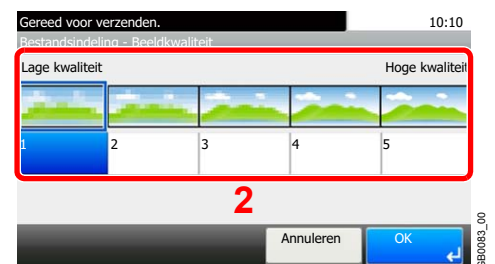 Gereed voor verzenden. 10:10
Bestandsindeling - Beeldkwaliteit
Lage kwaliteit Hoge kwaliteit
1 2 3 4 5
2
Annuleren OK
GB0083_00